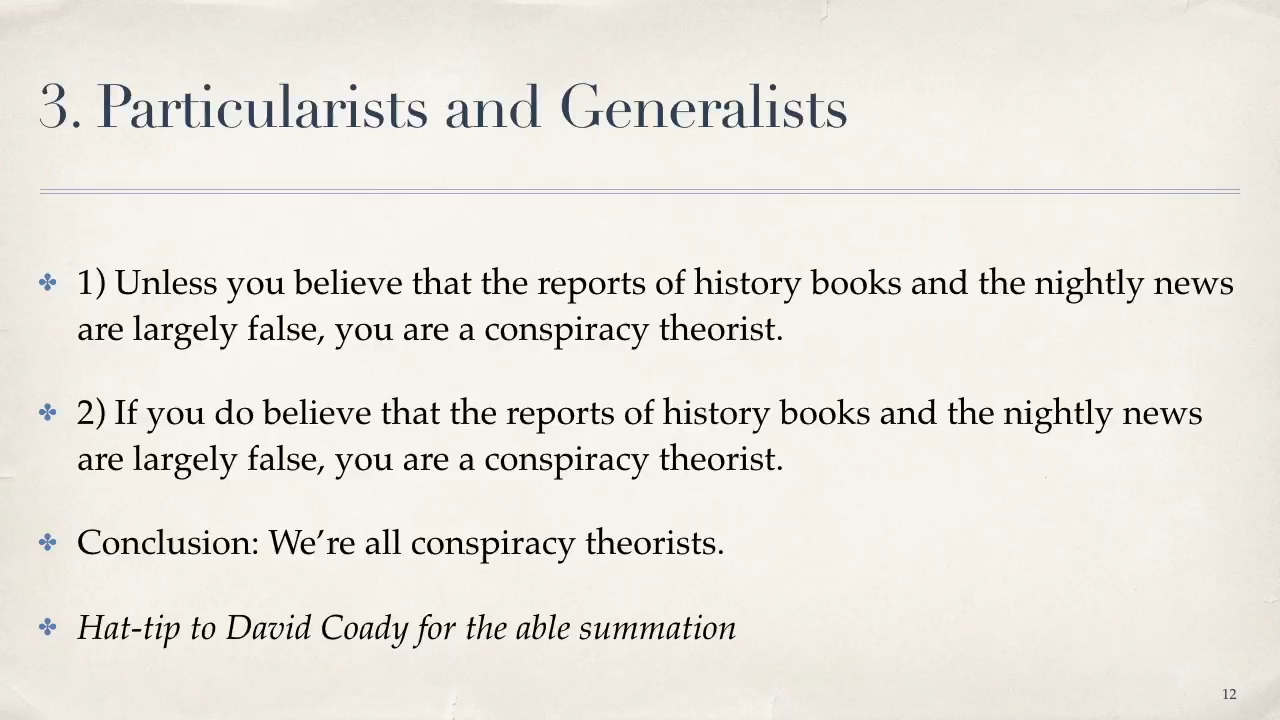 3. Particularists and Generalists
1) Unless you believe that the reports of history books and the nightly news
are largely false, you are a conspiracy theorist.
2) If you do believe that the reports of history books and the nightly news
are largely false, you are a conspiracy theorist.
Conclusion: We’re all conspiracy theorists.
Hat-tip to David Coady for the able summation
12